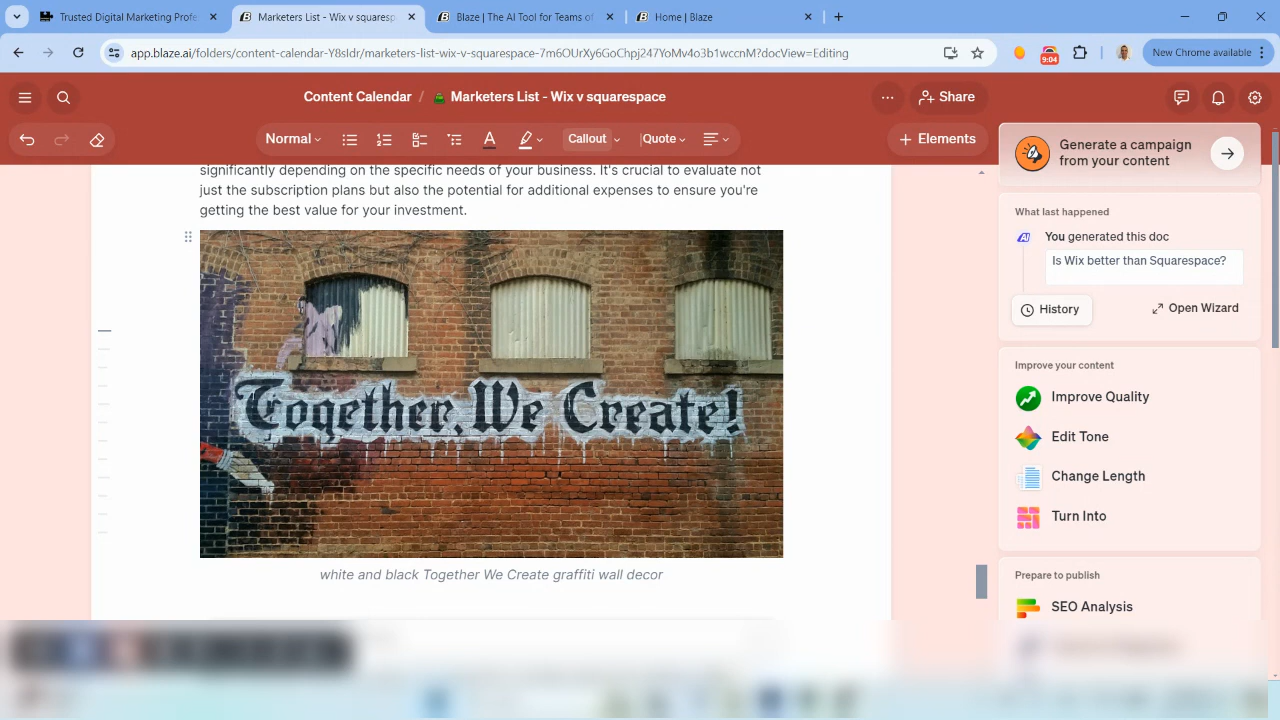 Trusted Digital Marketing Profe
Marketers List - Wix v squaresp
Blaze | The AI Tool for Teams of
Home | Blaze
app.blaze.ai/folders/content-calendar-Y8sIdr/marketers-list-wix-v-squarespace-7m6OUrXy6GoChpj247YoMv4o3b1wccnM?docView=Editing
9:04
New Chrome available
Content Calendar / Marketers List - Wix v squarespace
Share
Normal
Callout
Quote
Elements
significantly depending on the specific needs of your business. It's crucial to evaluate not
just the subscription plans but also the potential for additional expenses to ensure you're
getting the best value for your investment.
Together, We Create!
white and black Together We Create graffiti wall decor
Generate a campaign
from your content
What last happened
You generated this doc
Is Wix better than Squarespace?
History
Open Wizard
Improve your content
Improve Quality
Edit Tone
Change Length
Turn Into
Prepare to publish
SEO Analysis